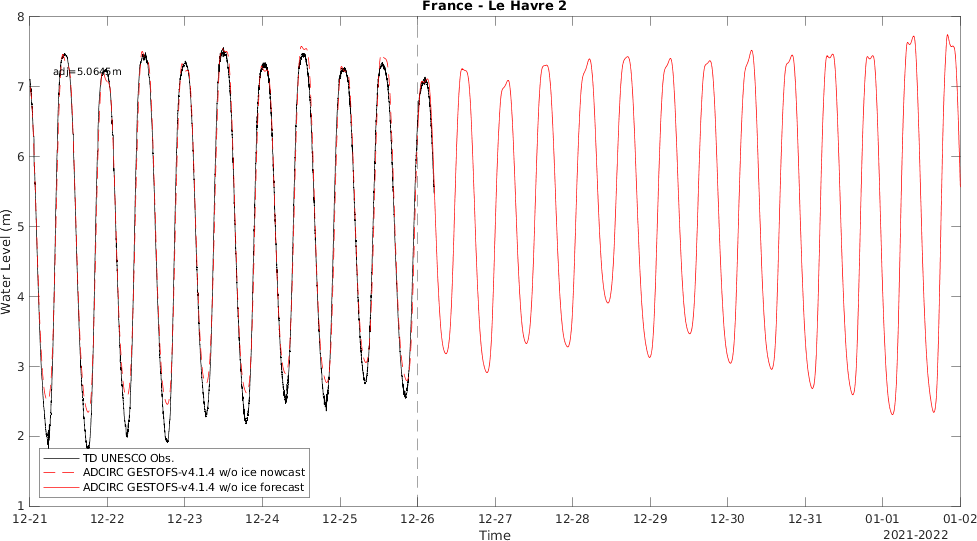 France - Le Havre 2
8
7
6
5
4
3
2
1
Water Level (m)
adj=5.0645m
TD UNESCO Obs.
ADCIRC GESTOFS-v4.1.4 w/o ice nowcast
ADCIRC GESTOFS-v4.1.4 w/o ice forecast
12-21 12-22 12-23 12-24 12-25 12-26 12-27 12-28 12-29 12-30 12-31 01-01 01-02
Time
2021-2022